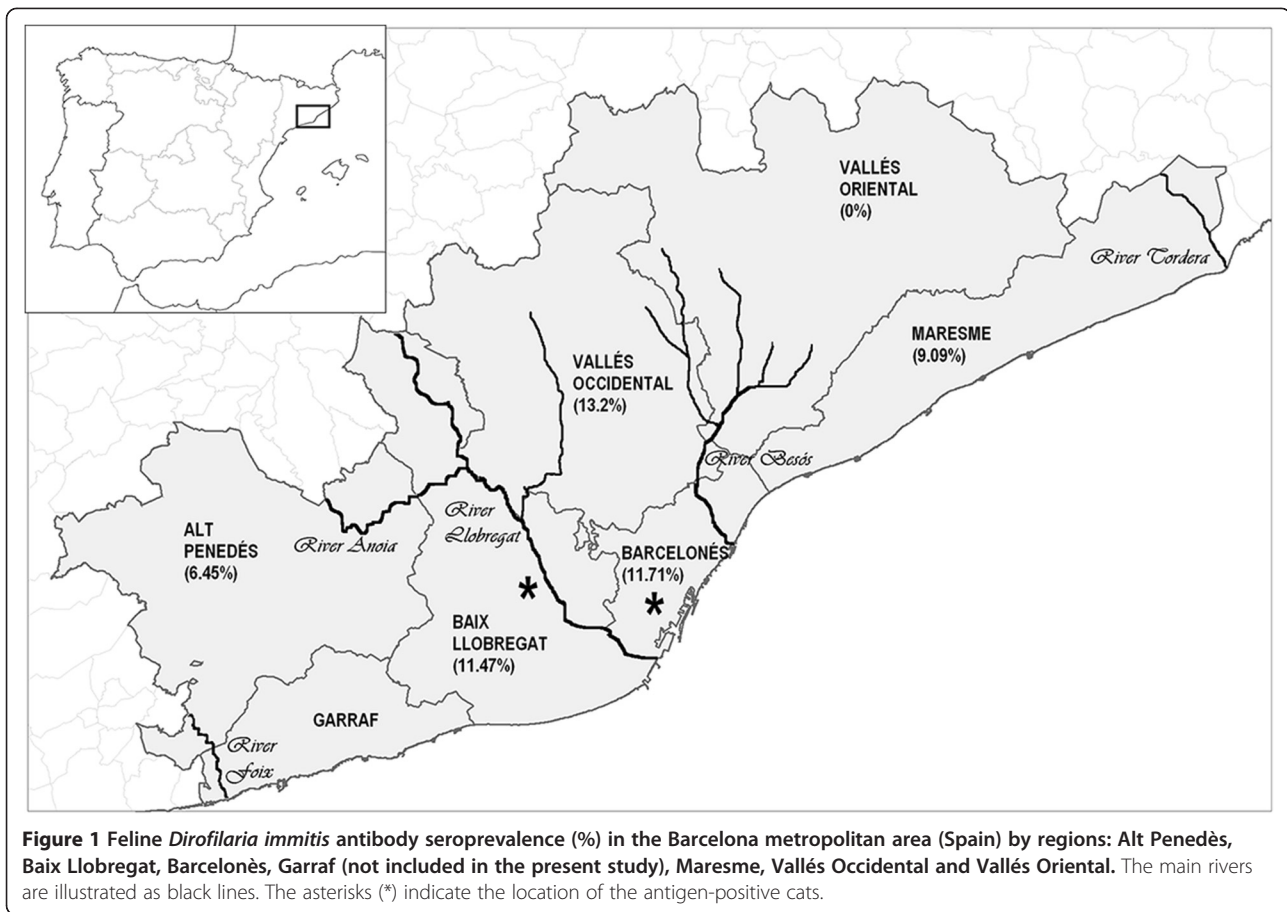 VALLÉS
ORIENTAL
(0%)
River Tordera
MARESME
(9.09%)
VALLÉS
OCCIDENTAL
(13.2%)
River Besós
ALT
PENEDÉS
(6.45%)
River Anoia
River
Llobregat
BARCELONÉS
(11.71%)
*
*
BAIX
LLOBREGAT
(11.47%)
GARRAF
River
Foix
Figure 1 Feline Dirofilaria immitis antibody seroprevalence (%) in the Barcelona metropolitan area (Spain) by regions: Alt Penedès,
Baix Llobregat, Barcelonès, Garraf (not included in the present study), Maresme, Vallés Occidental and Vallés Oriental. The main rivers
are illustrated as black lines. The asterisks (*) indicate the location of the antigen-positive cats.